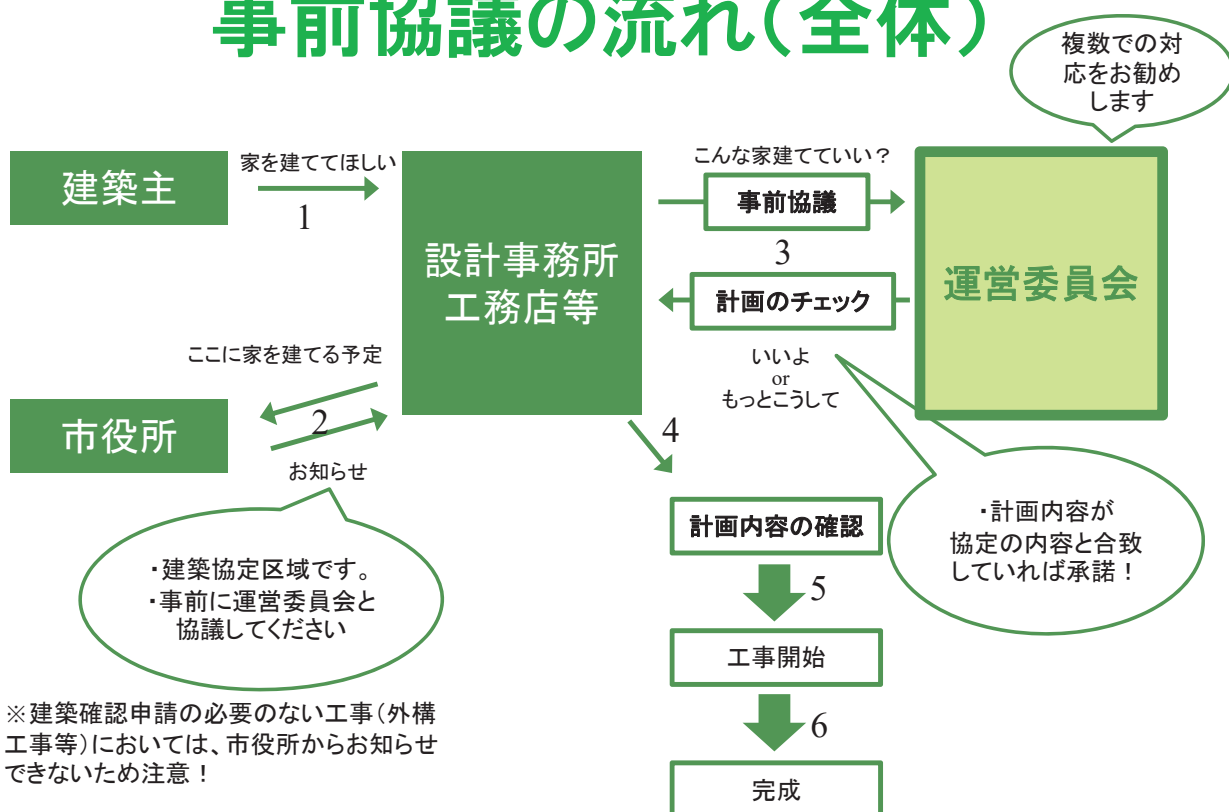 事前協議の流れ(全体)
複数での対
応をお勧め
します
建築主
家を建ててほしい
1
設計事務所
工務店等
こんな家建てていい？
事前協議
3
計画のチェック
いいよ
or
もっとこうして
運営委員会
ここに家を建てる予定
市役所
2
お知らせ
・建築協定区域です。
・事前に運営委員会と
協議してください
4
計画内容の確認
・計画内容が
協定の内容と合致
していれば承諾！
5
工事開始
6
完成
※建築確認申請の必要のない工事(外構
工事等)においては、市役所からお知らせ
できないため注意！